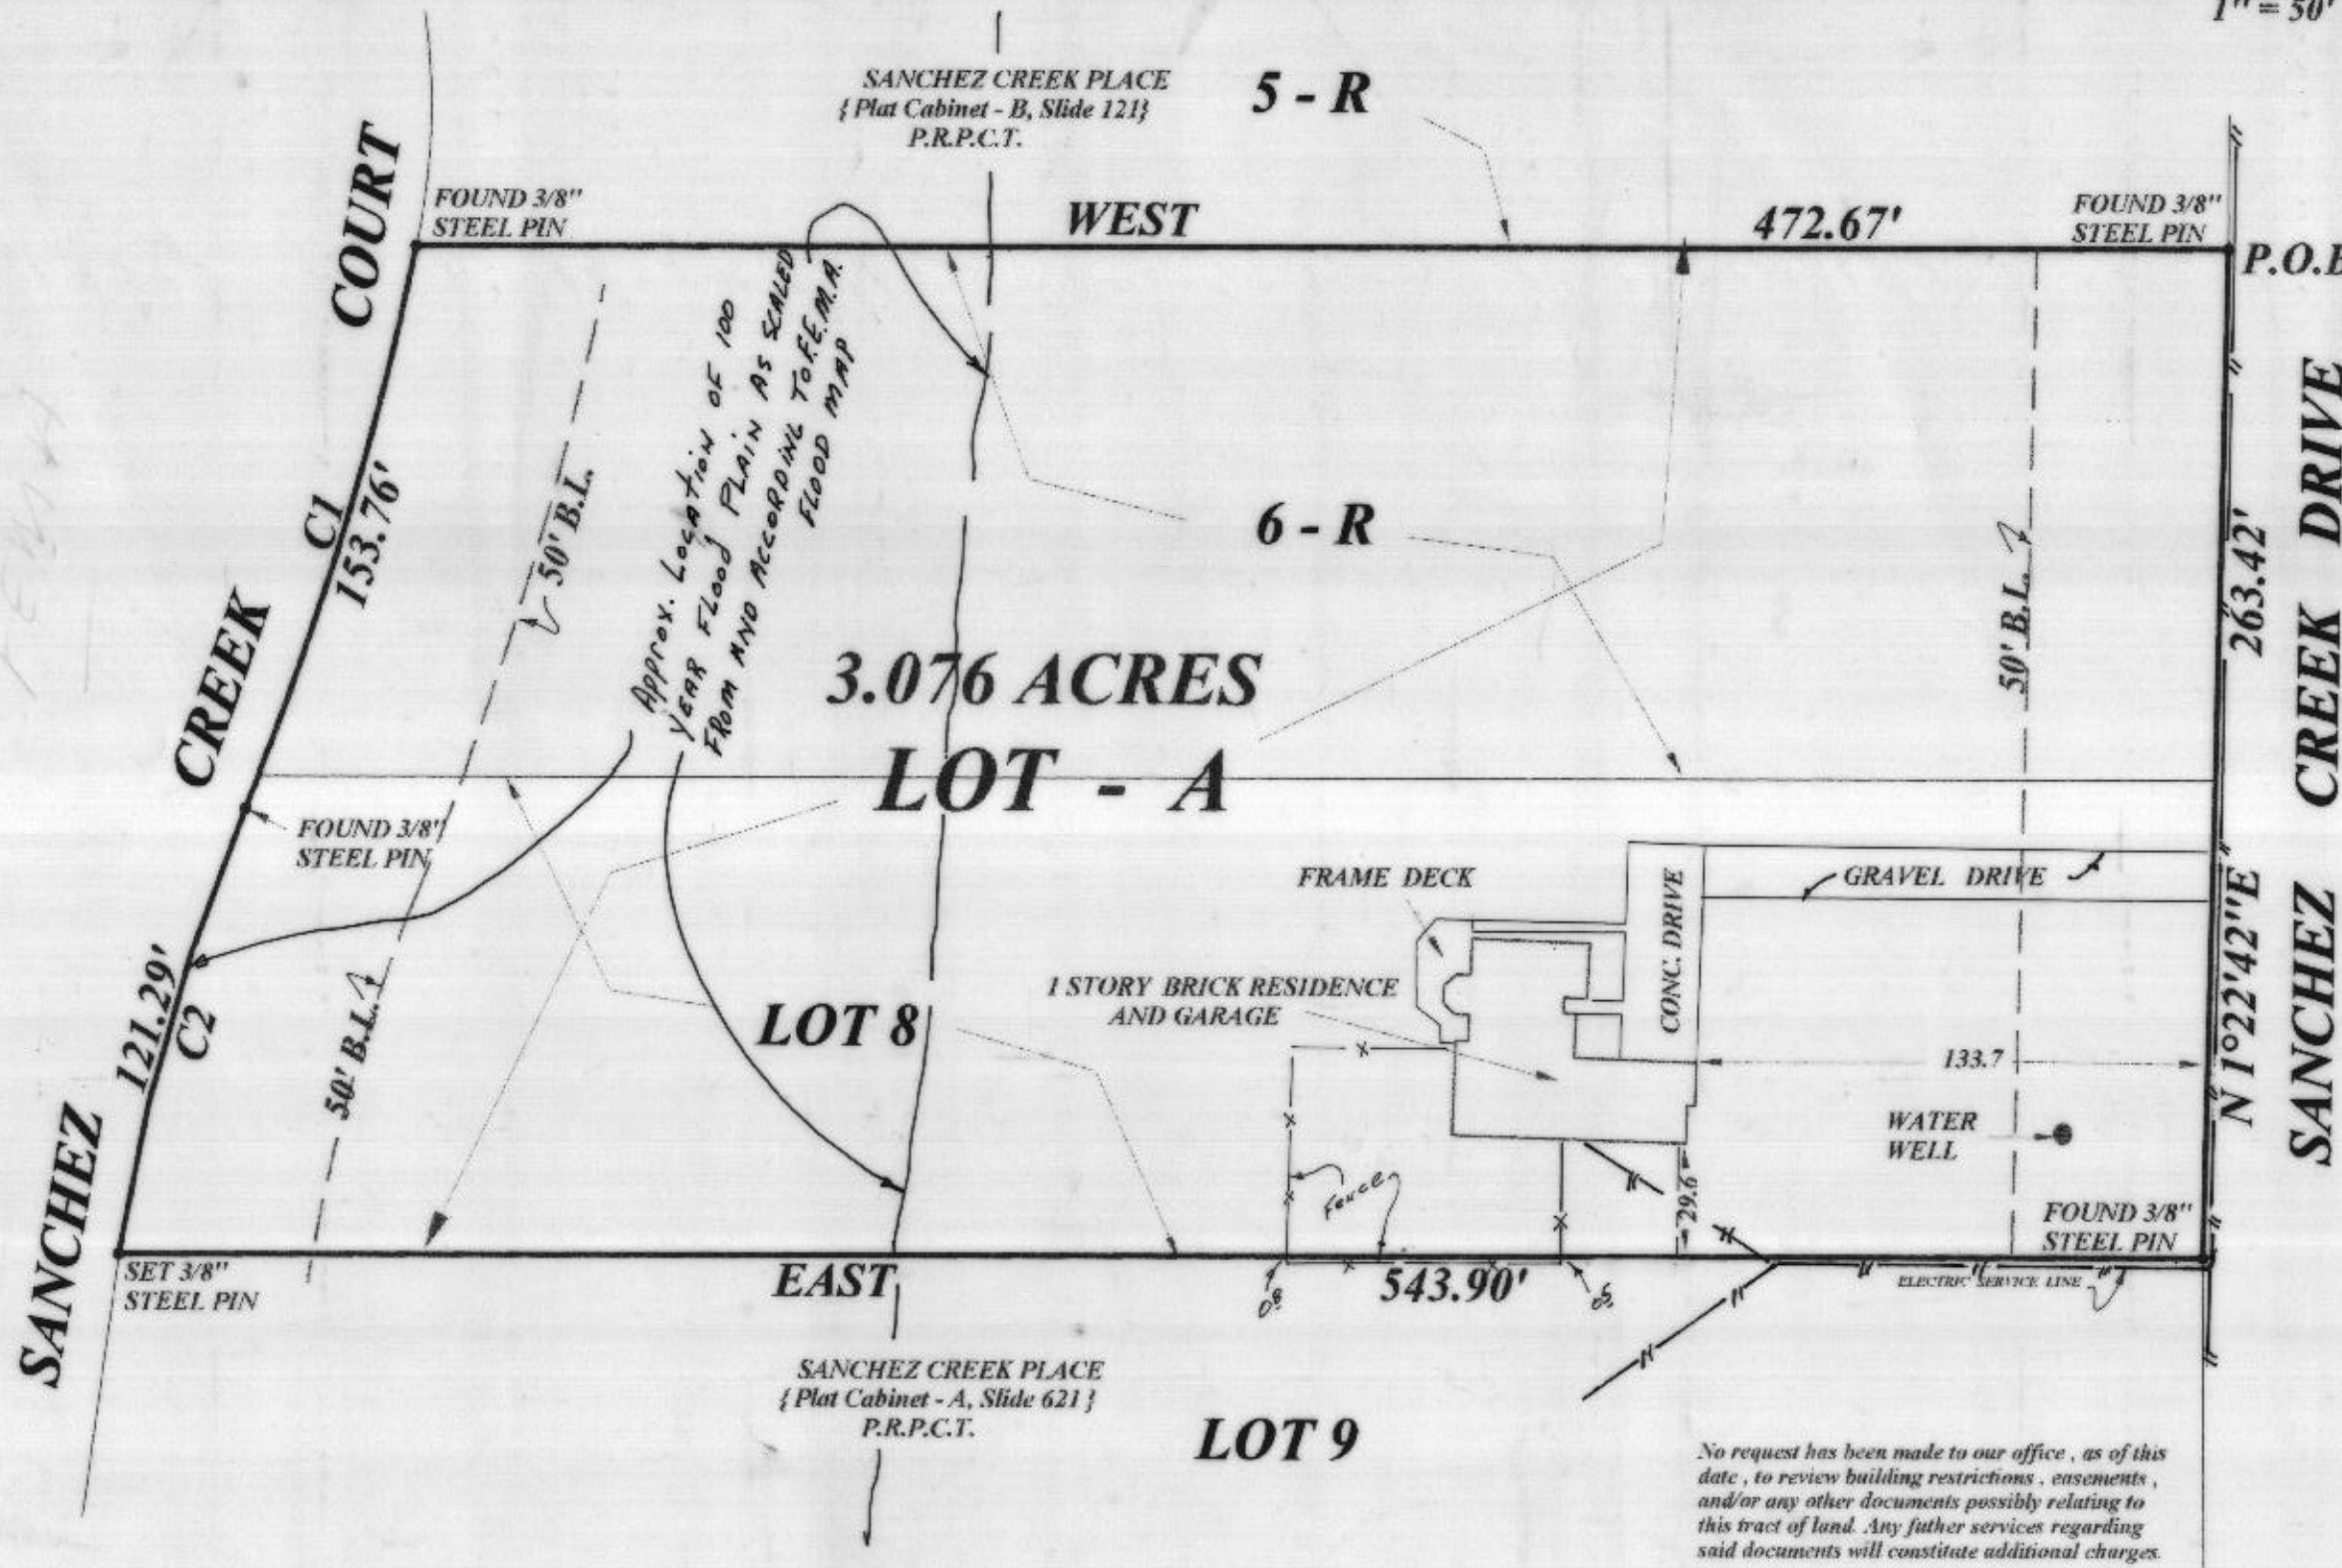 1" = 50'
SANCHEZ CREEK PLACE
{ Plat Cabinet - B, Slide 121}
P.R.P.C.T.
5 - R
FOUND 3/8"
STEEL PIN
WEST
472.67'
FOUND 3/8"
STEEL PIN
P.O.B
SANCHEZ CREEK COURT
C1
153.76'
50' B.L.
Approx. Location OF 100
YEAR FLOOD PLAIN AS SCALED
FROM AND ACCORDING TO F.E.M.A.
FLOOD MAP
6 - R
50' B.L.
263.42'
SANCHEZ CREEK DRIVE
3.076 ACRES
LOT - A
FOUND 3/8"
STEEL PIN
FRAME DECK
CONC. DRIVE
GRAVEL DRIVE
N 1°22'42"E
121.29'
C2
50' B.L.
LOT 8
1 STORY BRICK RESIDENCE
AND GARAGE
133.7
WATER
WELL
Fence
29.6
FOUND 3/8"
STEEL PIN
SET 3/8"
STEEL PIN
EAST
543.90'
ELECTRIC SERVICE LINE
SANCHEZ CREEK PLACE
{ Plat Cabinet - A, Slide 621 }
P.R.P.C.T.
LOT 9
No request has been made to our office , as of this
date , to review building restrictions , easements ,
and/or any other documents possibly relating to
this tract of land. Any futher services regarding
said documents will constitute additional charges.